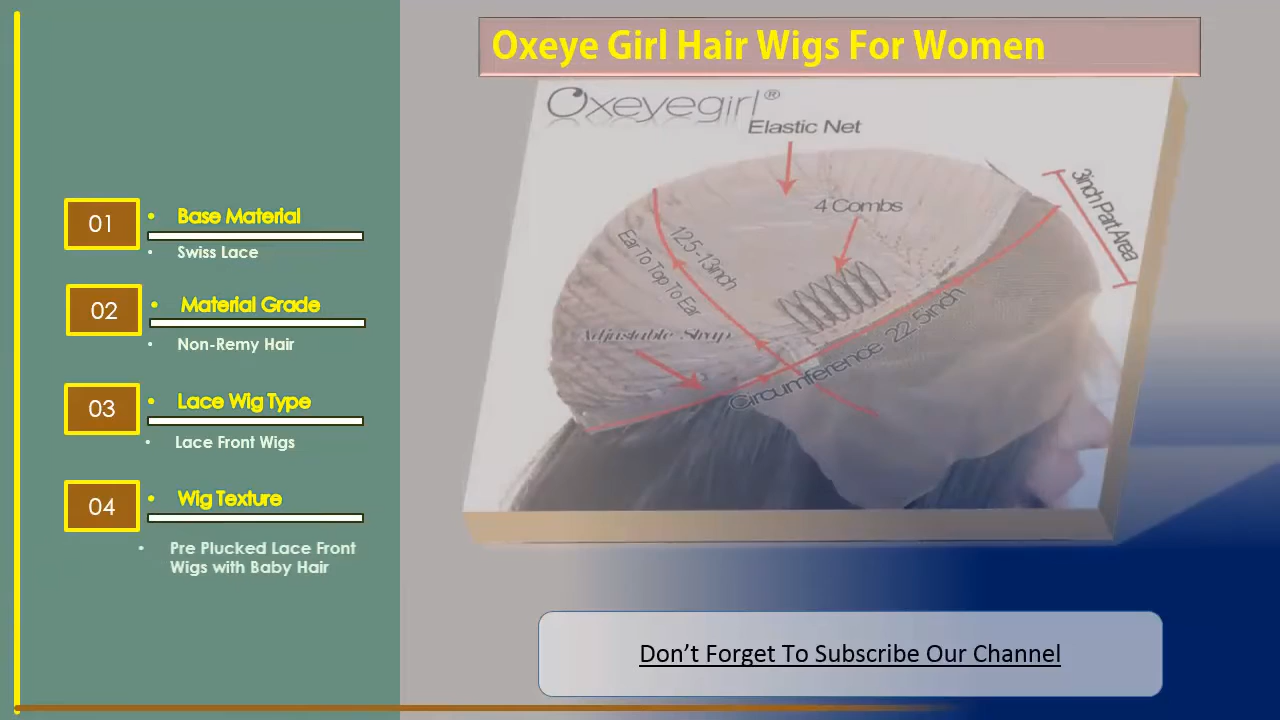 Oxeye Girl Hair Wigs For Women
01
• Base Material
• Swiss Lace
02
• Material Grade
• Non-Remy Hair
03
• Lace Wig Type
• Lace Front Wigs
04
• Wig Texture
• Pre Plucked Lace Front
Wigs with Baby Hair
Oxeyegirl®
Elastic Net
4 Combs
3inch Part Area
12.5-13inch
Ear To Top To Ear
Adjustable Strap
Circumference 22.5inch
Don’t Forget To Subscribe Our Channel